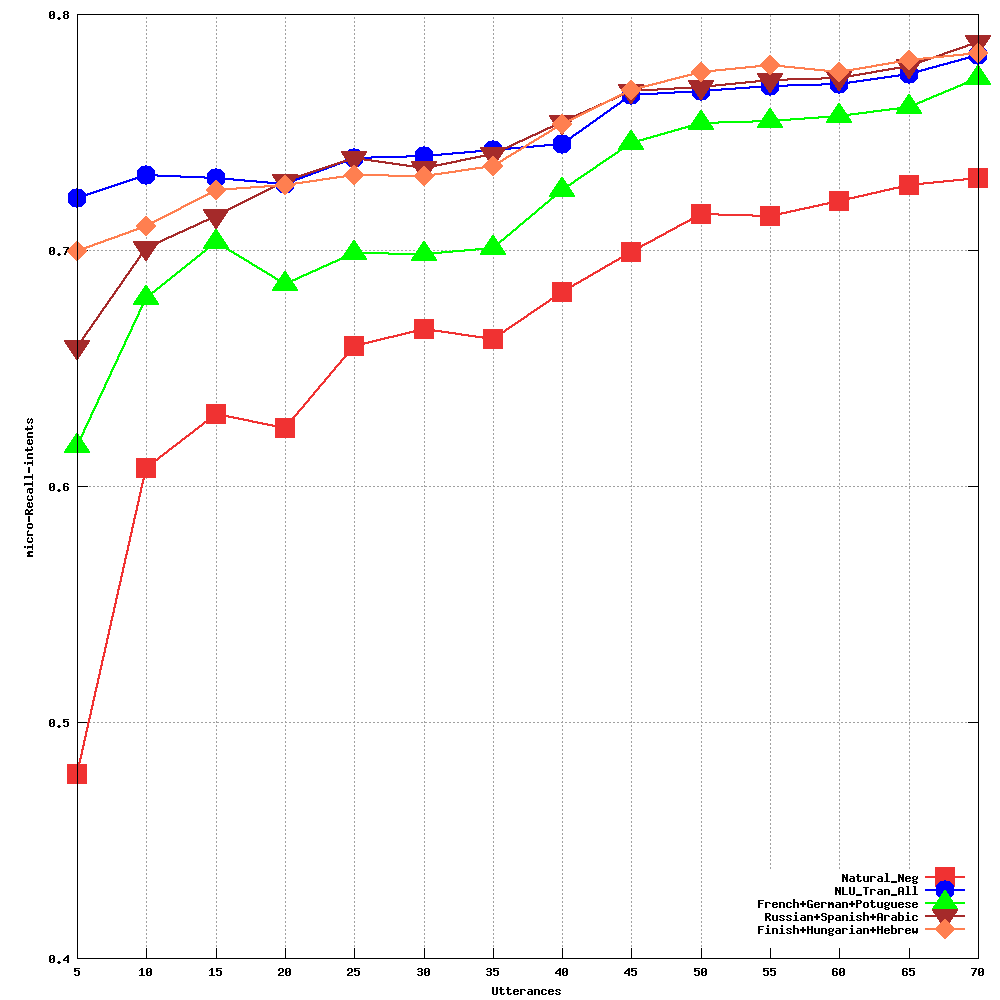 0.8
0.7
0.6
0.5
0.4
micro-Recall-intents
Natural_Neg
NLU_Tran_All
French+German+Potuguese
Russian+Spanish+Arabic
Finish+Hungarian+Hebrew
5 10 15 20 25 30 35 40 45 50 55 60 65 70
Utterances